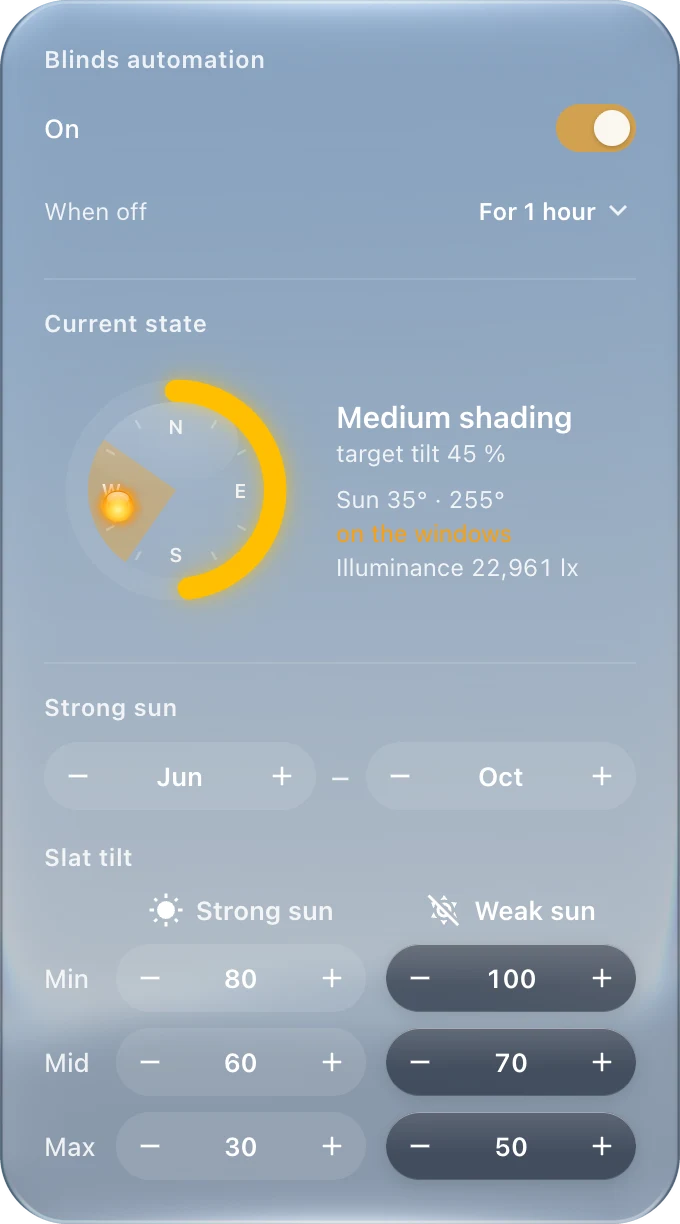 Blinds automation
On
When off For 1 hour
Current state
N
W E
S
Medium shading
target tilt 45 %
Sun 35° · 255°
on the windows
Illuminance 22,961 lx
Strong sun
− Jun + – − Oct +
Slat tilt
Strong sun Weak sun
Min − 80 + − 100 +
Mid − 60 + − 70 +
Max − 30 + − 50 +